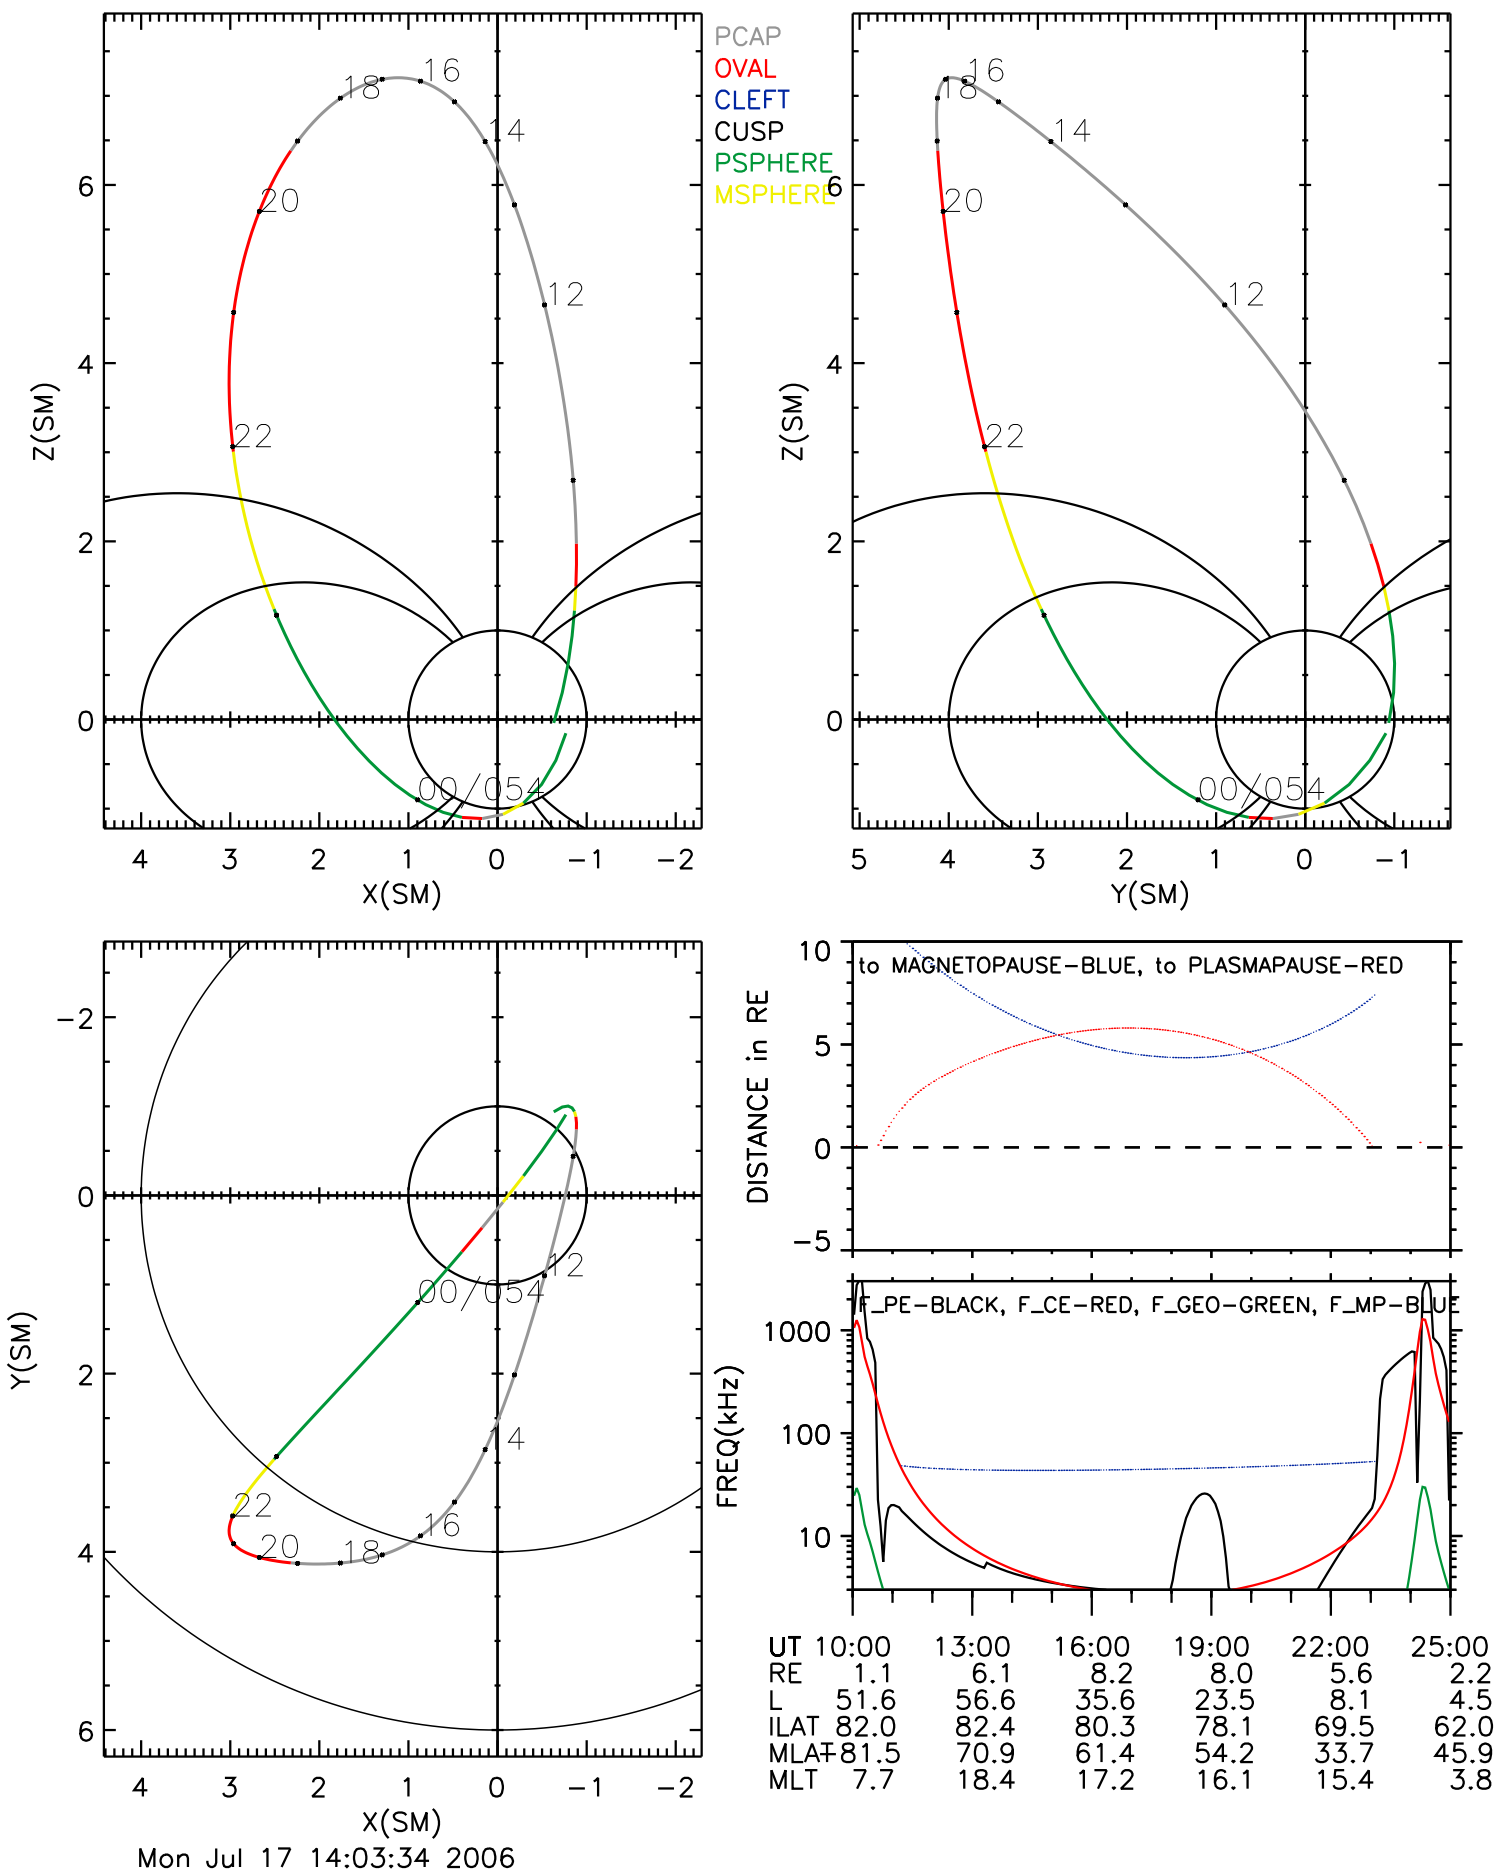 PCAP
OVAL
CLEFT
CUSP
PSPHERE
MSPHERE
Z(SM)
6
4
2
0
16
18
14
20
12
22
00/054
4 3 2 1 0 −1 −2
X(SM)
Z(SM)
6
4
2
0
16
18
14
20
12
22
00/054
5 4 3 2 1 0 −1
Y(SM)
Y(SM)
−2
0
2
4
6
12
00/054
14
16
18
20
22
4 3 2 1 0 −1 −2
X(SM)
DISTANCE in RE
10
5
0
−5
to MAGNETOPAUSE−BLUE, to PLASMAPAUSE−RED
FREQ(kHz)
1000
100
10
F_PE−BLACK, F_CE−RED, F_GEO−GREEN, F_MP−BLUE
UT 10:00 13:00 16:00 19:00 22:00 25:00
RE 1.1 6.1 8.2 8.0 5.6 2.2
L 51.6 56.6 35.6 23.5 8.1 4.5
ILAT 82.0 82.4 80.3 78.1 69.5 62.0
MLAT −81.5 70.9 61.4 54.2 33.7 45.9
MLT 7.7 18.4 17.2 16.1 15.4 3.8
Mon Jul 17 14:03:34 2006